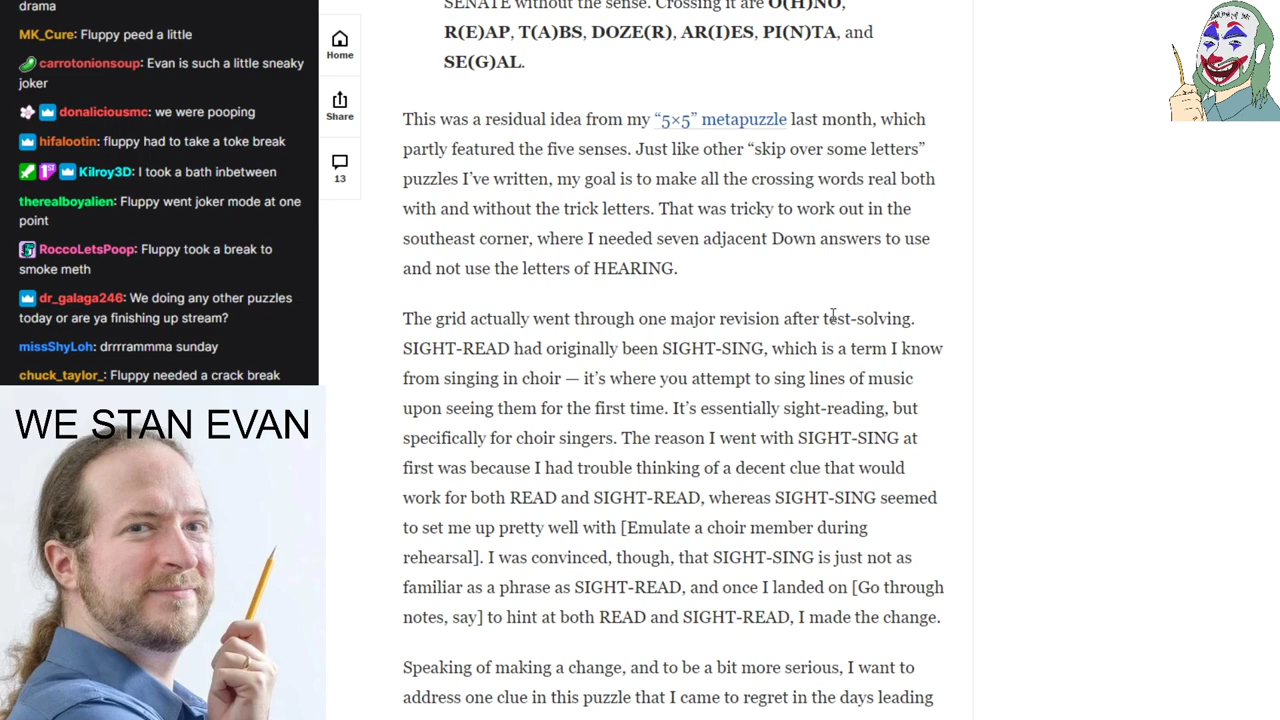 drama
MK_Cure: Fluppy peed a little
carrotonionsoup: Evan is such a little sneaky
joker
donaliciousmc: we were pooping
hifalootin: fluppy had to take a toke break
Kilroy3D: I took a bath inbetween
therealboyalien: Fluppy went joker mode at one
point
RoccoLetsPoop: Fluppy took a break to
smoke meth
dr_galaga246: We doing any other puzzles
today or are ya finishing up stream?
missShyLoh: drrrrammma sunday
chuck_taylor_: Fluppy needed a crack break
WE STAN EVAN
Home
Share
13
SENATE without the sense. Crossing it are O(H)NO,
R(E)AP, T(A)BS, DOZE(R), AR(I)ES, PI(N)TA, and
SE(G)AL.
This was a residual idea from my “5×5” metapuzzle last month, which
partly featured the five senses. Just like other “skip over some letters”
puzzles I’ve written, my goal is to make all the crossing words real both
with and without the trick letters. That was tricky to work out in the
southeast corner, where I needed seven adjacent Down answers to use
and not use the letters of HEARING.
The grid actually went through one major revision after test-solving.
SIGHT-READ had originally been SIGHT-SING, which is a term I know
from singing in choir — it’s where you attempt to sing lines of music
upon seeing them for the first time. It’s essentially sight-reading, but
specifically for choir singers. The reason I went with SIGHT-SING at
first was because I had trouble thinking of a decent clue that would
work for both READ and SIGHT-READ, whereas SIGHT-SING seemed
to set me up pretty well with [Emulate a choir member during
rehearsal]. I was convinced, though, that SIGHT-SING is just not as
familiar as a phrase as SIGHT-READ, and once I landed on [Go through
notes, say] to hint at both READ and SIGHT-READ, I made the change.
Speaking of making a change, and to be a bit more serious, I want to
address one clue in this puzzle that I came to regret in the days leading